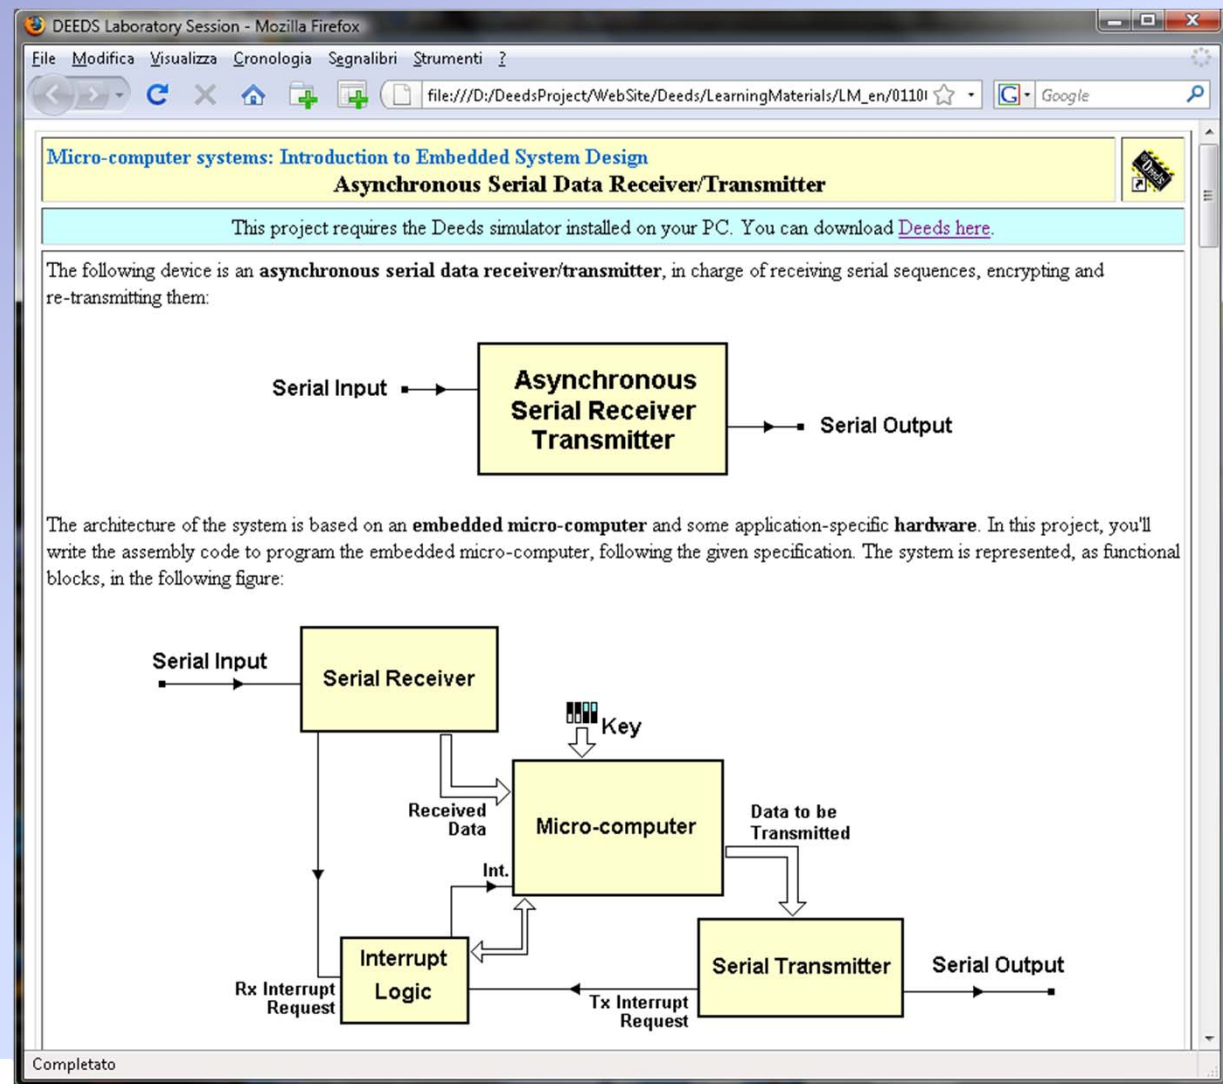 DEEDS Laboratory Session - Mozilla Firefox
File Modifica Visualizza Cronologia Segnalibri Strumenti ?
file:///D:/DeedsProject/WebSite/Deeds/LearningMaterials/LM_en/0110
Google
Micro-computer systems: Introduction to Embedded System Design
Asynchronous Serial Data Receiver/Transmitter
Deeds
This project requires the Deeds simulator installed on your PC. You can download Deeds here.
The following device is an asynchronous serial data receiver/transmitter, in charge of receiving serial sequences, encrypting and
re-transmitting them:
Serial Input
Asynchronous
Serial Receiver
Transmitter
Serial Output
The architecture of the system is based on an embedded micro-computer and some application-specific hardware. In this project, you'll
write the assembly code to program the embedded micro-computer, following the given specification. The system is represented, as functional
blocks, in the following figure:
Serial Input
Serial Receiver
Key
Received
Data
Micro-computer
Data to be
Transmitted
Int.
Interrupt
Logic
Serial Transmitter
Serial Output
Rx Interrupt
Request
Tx Interrupt
Request
Completato